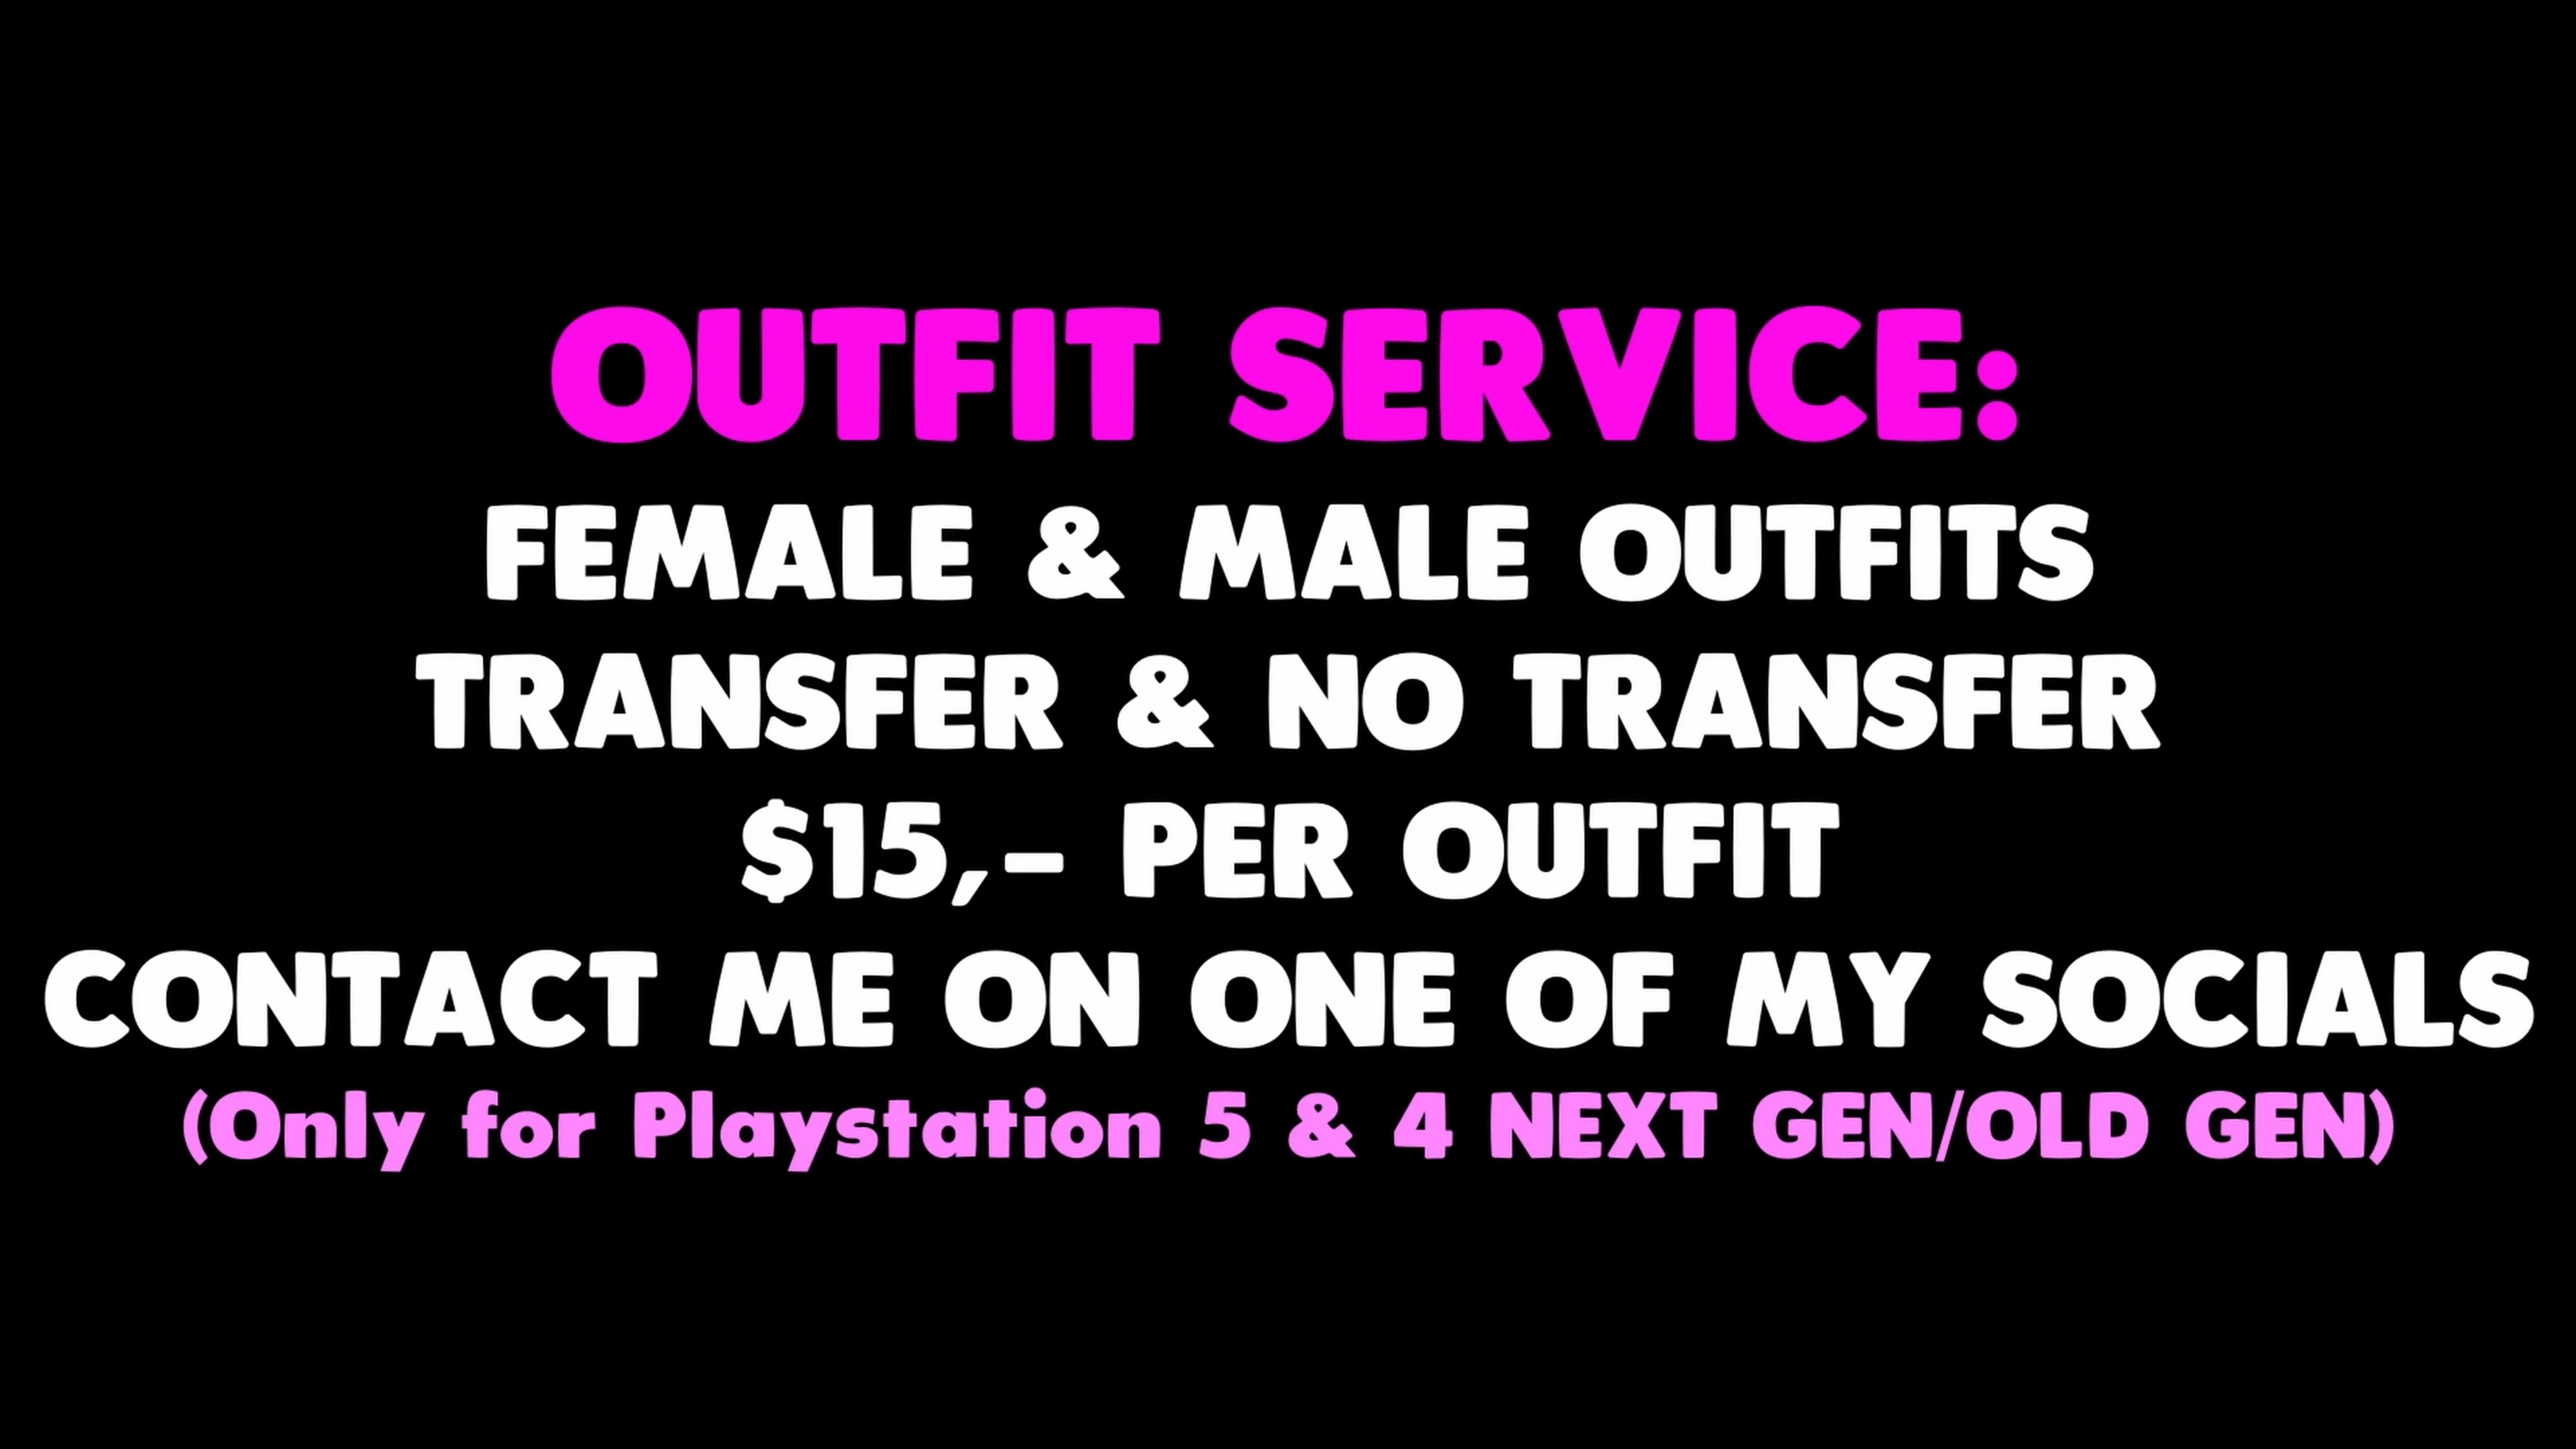 OUTFIT SERVICE:
FEMALE & MALE OUTFITS
TRANSFER & NO TRANSFER
$15,- PER OUTFIT
CONTACT ME ON ONE OF MY SOCIALS
(Only for Playstation 5 & 4 NEXT GEN/OLD GEN)